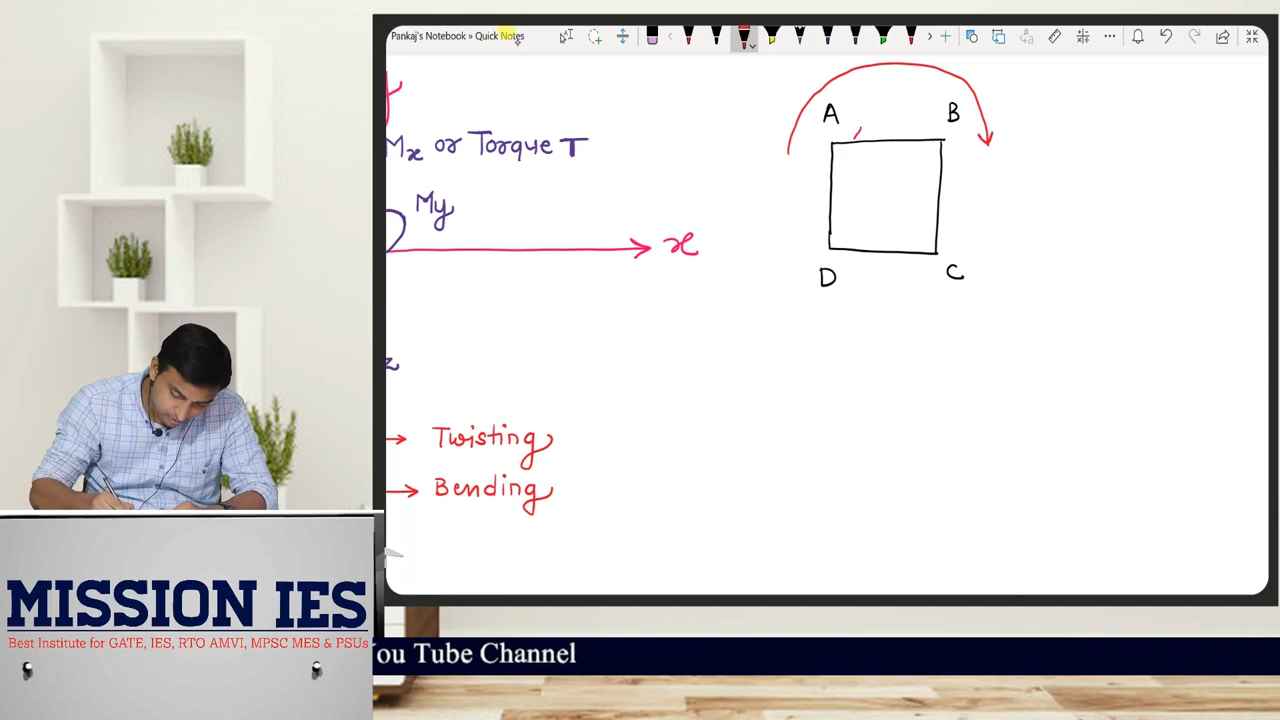 Pankaj's Notebook » Quick Notes
A B
Mx or Torque T
My
x
D C
z
→ Twisting
→ Bending
MISSION IES
Best Institute for GATE, IES, RTO AMVI, MPSC MES & PSUs
You Tube Channel